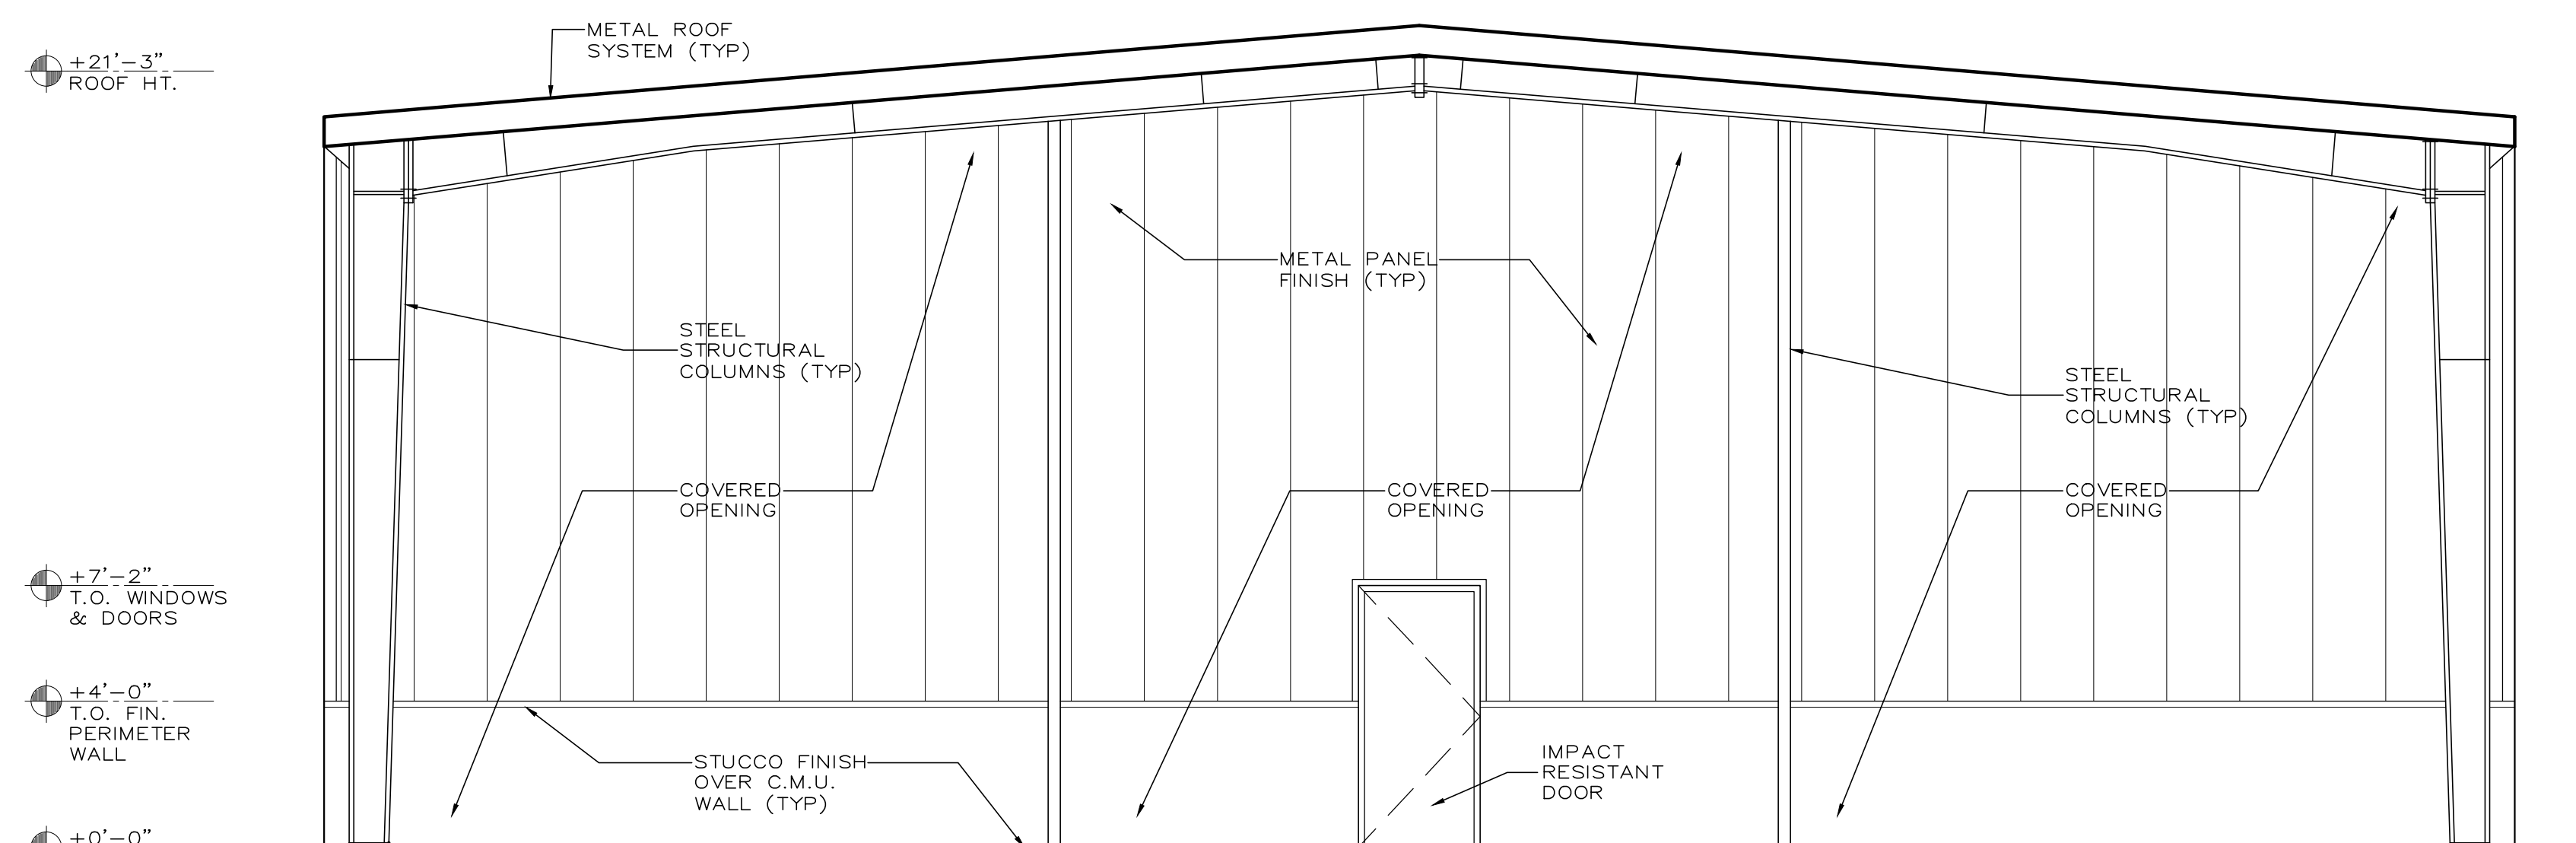 METAL ROOF
SYSTEM (TYP)
+21'-3"
ROOF HT.
METAL PANEL
FINISH (TYP)
STEEL
STRUCTURAL
COLUMNS (TYP)
STEEL
STRUCTURAL
COLUMNS (TYP)
COVERED
OPENING
COVERED
OPENING
COVERED
OPENING
+7'-2"
T.O. WINDOWS
& DOORS
+4'-0"
T.O. FIN.
PERIMETER
WALL
STUCCO FINISH
OVER C.M.U.
WALL (TYP)
IMPACT
RESISTANT
DOOR
+0'-0"